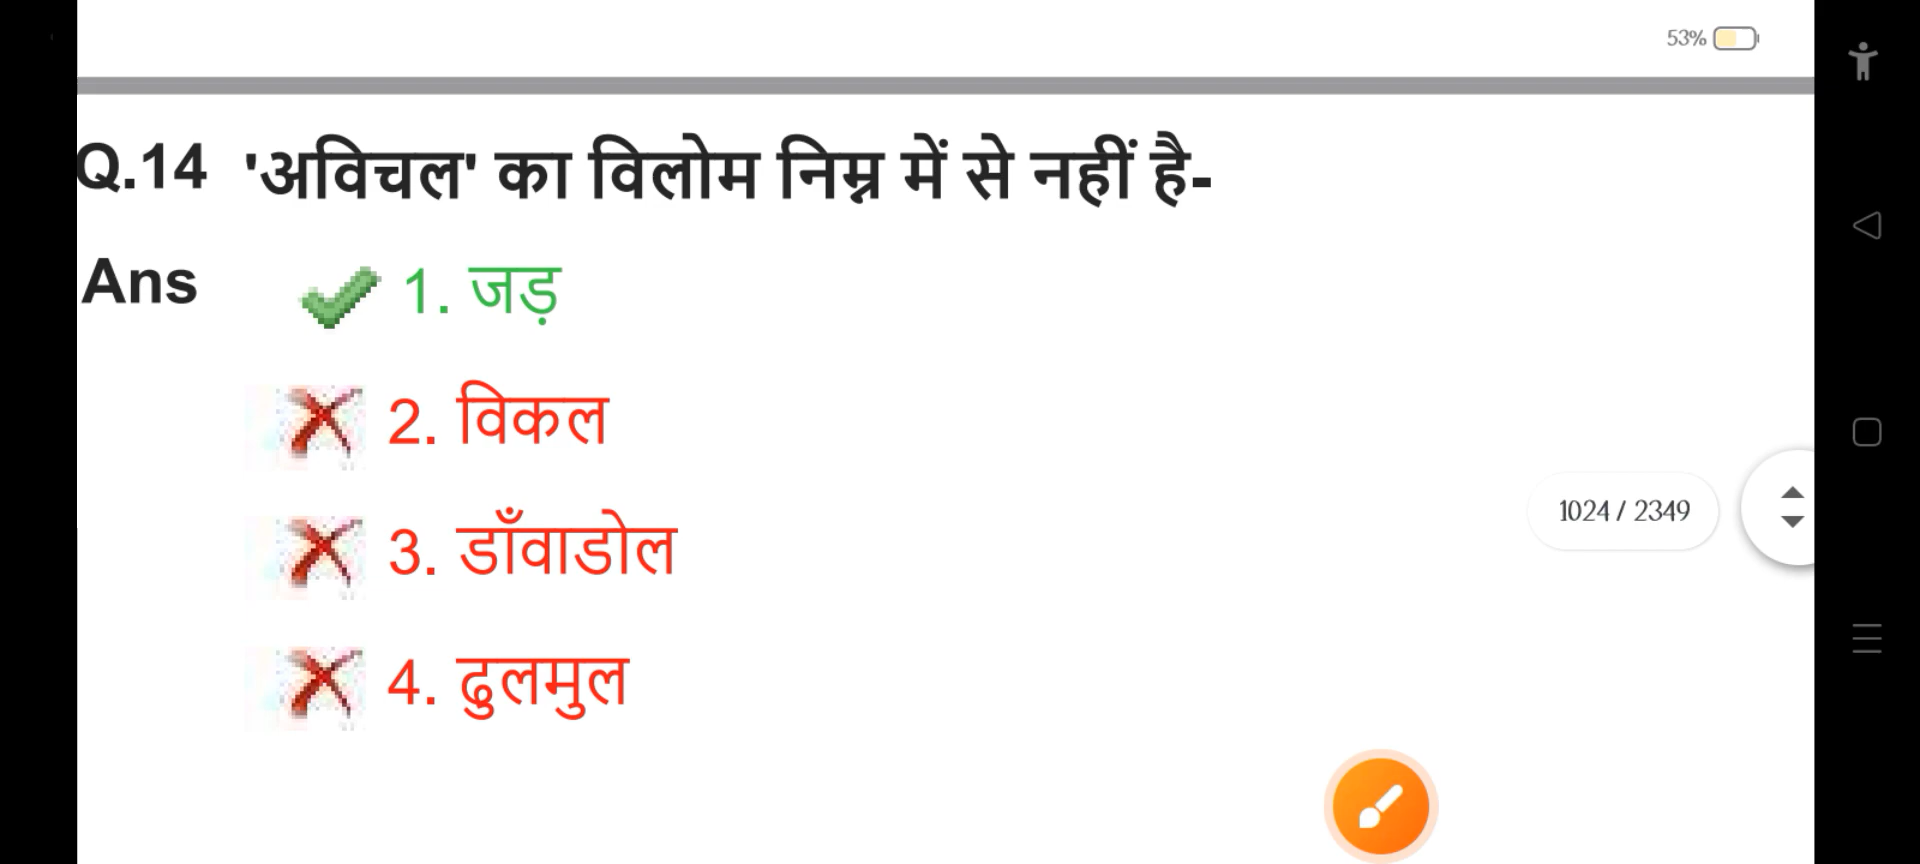 53%
Q.14 'अविचल' का विलोम निम्न में से नहीं है-
Ans 1. जड़
2. विकल
3. डाँवाडोल
1024 / 2349
4. ढुलमुल